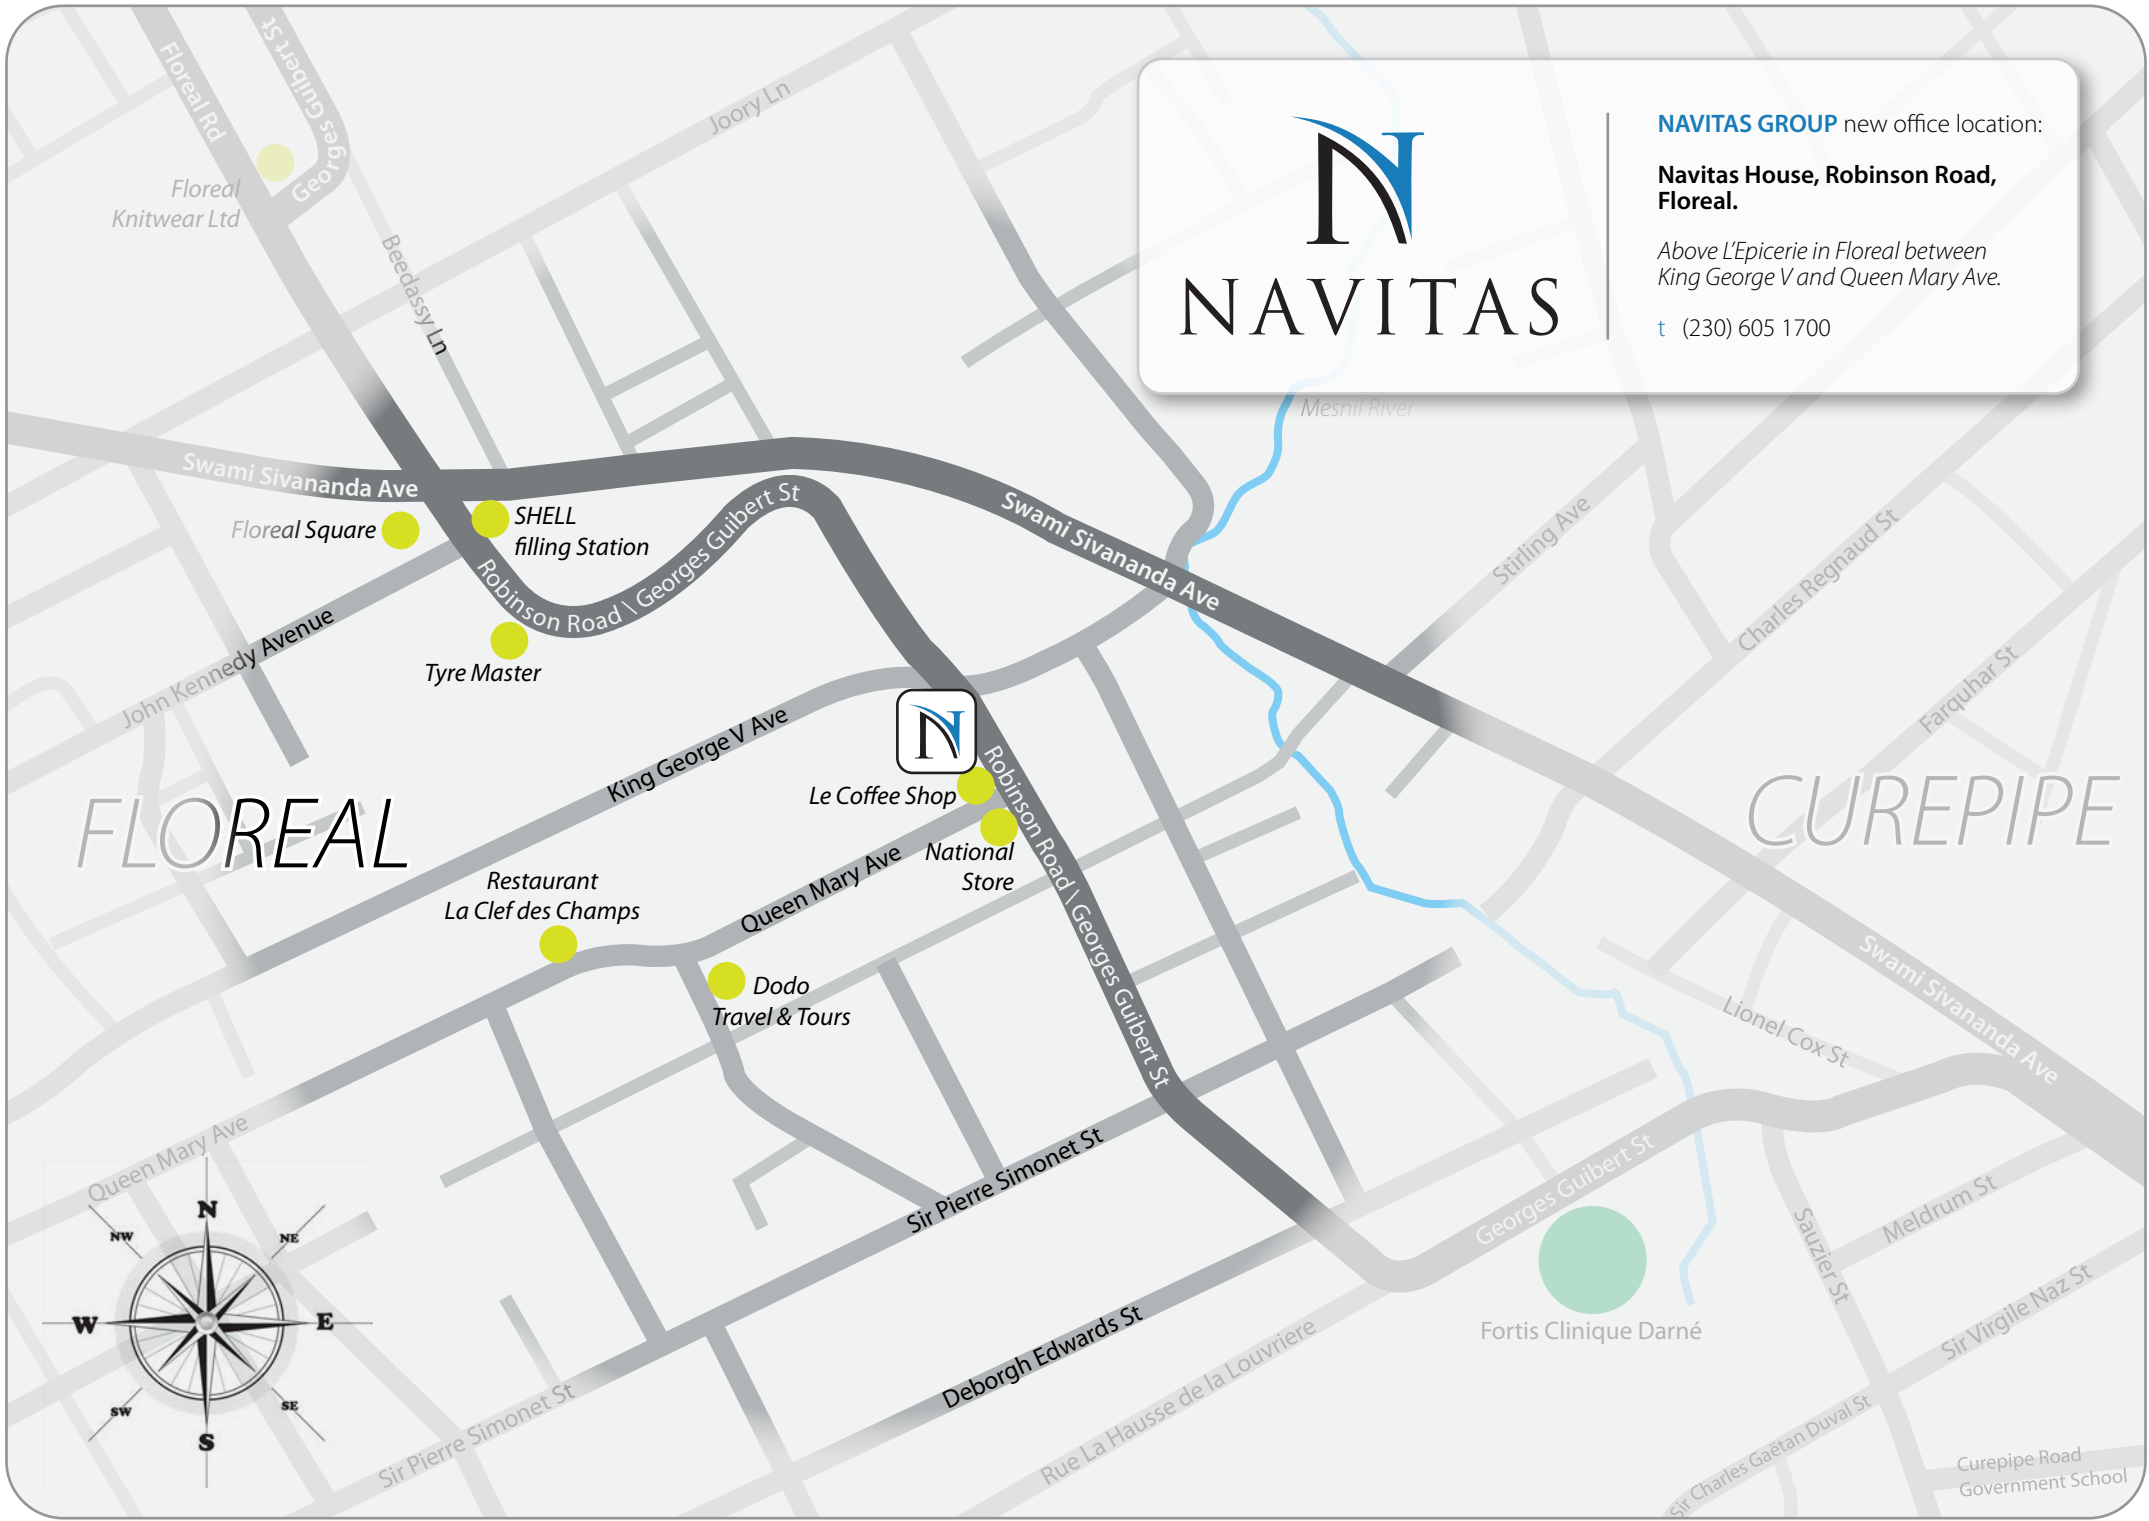 Floreal Rd
Georges Guibert St
Joory Ln
NAVITAS
NAVITAS GROUP new office location:
Navitas House, Robinson Road,
Floreal.
Above L'Epicerie in Floreal between
King George V and Queen Mary Ave.
t (230) 605 1700
Floreal
Knitwear Ltd
Beedassy Ln
Mesnil River
Swami Sivananda Ave
Floreal Square
SHELL
filling Station
Robinson Road \ Georges Guibert St
Swami Sivananda Ave
Stirling Ave
Charles Regnaud St
Farquhar St
John Kennedy Avenue
Tyre Master
King George V Ave
N
Le Coffee Shop
Robinson Road \ Georges Guibert St
FLOREAL
CUREPIPE
National
Store
Queen Mary Ave
Restaurant
La Clef des Champs
Dodo
Travel & Tours
Swami Sivananda Ave
Lionel Cox St
Queen Mary Ave
Sir Pierre Simonet St
Georges Guibert St
Meldrum St
Sauzier St
Sir Virgile Naz St
Fortis Clinique Darné
N
NW
NE
W
E
SW
SE
S
Deborgh Edwards St
Rue La Hausse de la Louvriere
Sir Pierre Simonet St
Sir Charles Gaëtan Duval St
Curepipe Road
Government School